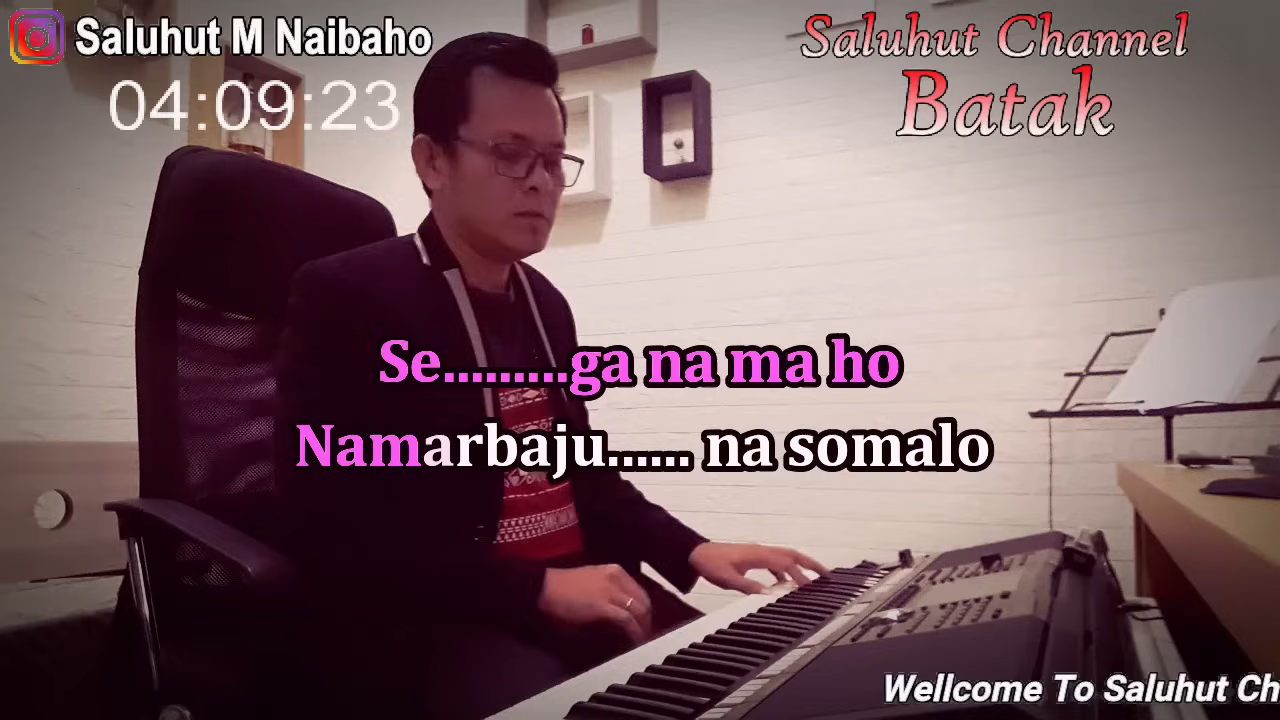 Saluhut M Naibaho
Saluhut Channel
04:09:23
Batak
Se.........ga na ma ho
Namarbaju...... na somalo
Wellcome To Saluhut Ch